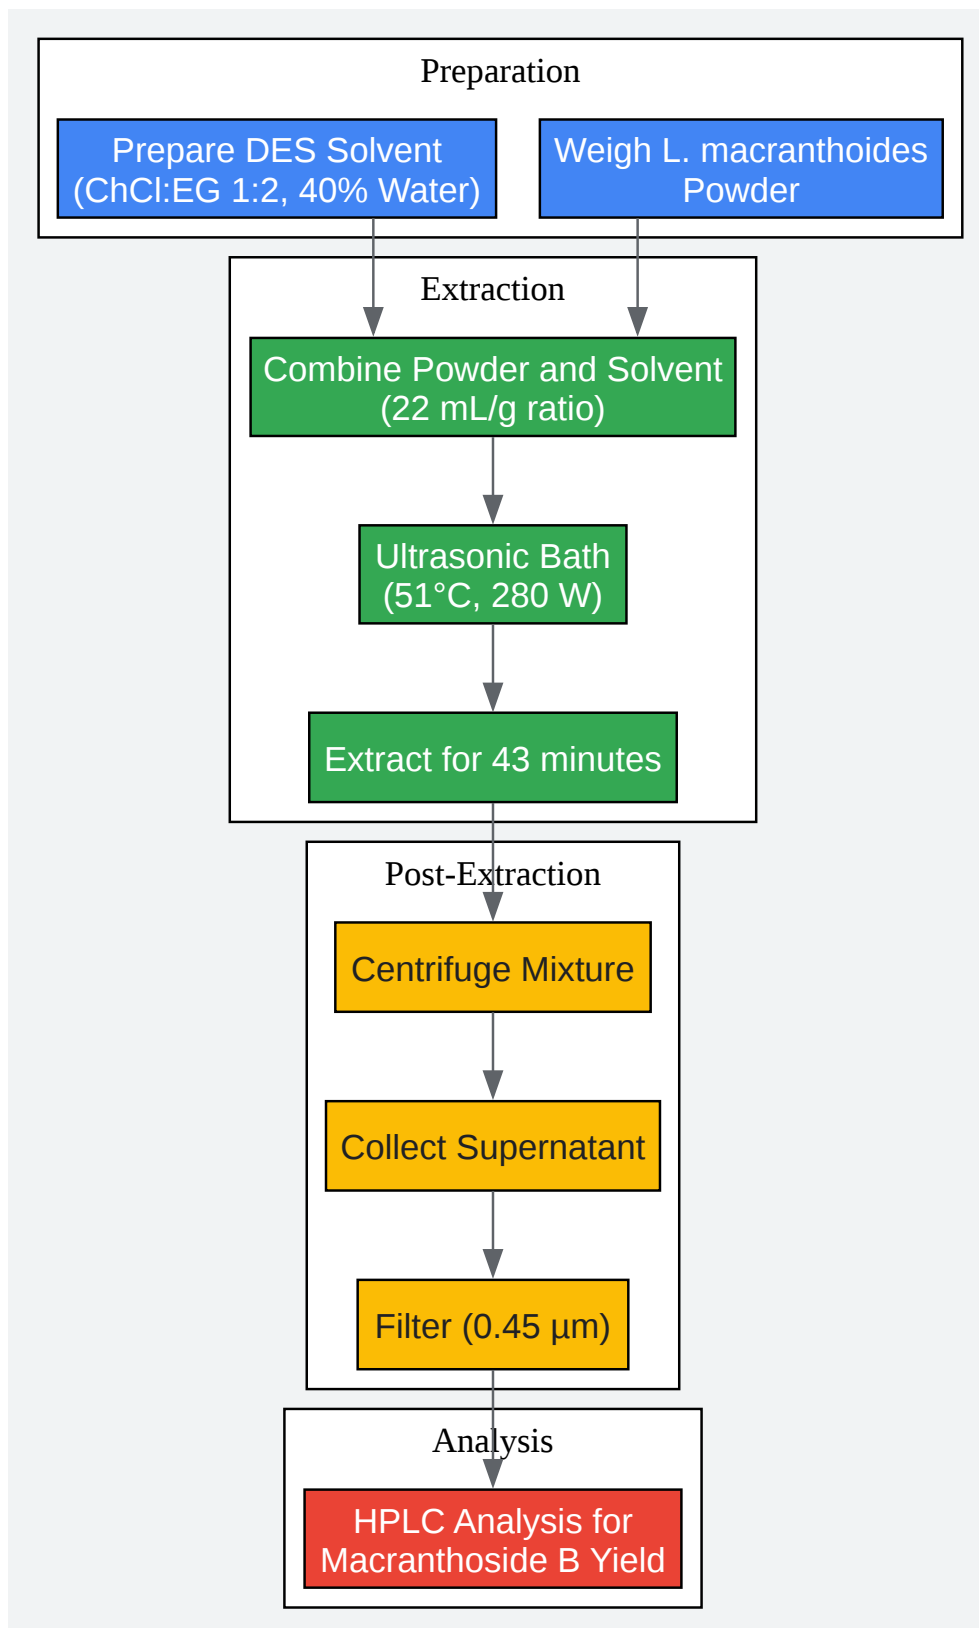 Preparation
Prepare DES Solvent
(ChCl:EG 1:2, 40% Water)
Weigh L. macranthoides
Powder
Extraction
Combine Powder and Solvent
(22 mL/g ratio)
Ultrasonic Bath
(51°C, 280 W)
Extract for 43 minutes
Post-Extraction
Centrifuge Mixture
Collect Supernatant
Filter (0.45 µm)
Analysis
HPLC Analysis for
Macranthoside B Yield